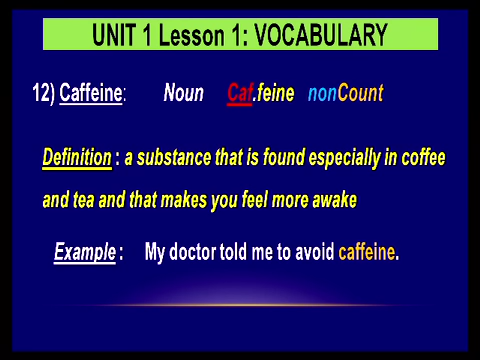 UNIT 1 Lesson 1: VOCABULARY
12) Caffeine: Noun Caf.feine nonCount
Definition : a substance that is found especially in coffee
and tea and that makes you feel more awake
Example : My doctor told me to avoid caffeine.